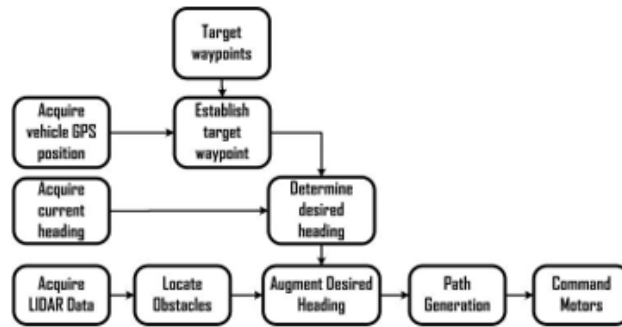 Target
waypoints
Acquire
vehicle GPS
position
Establish
target
waypoint
Acquire
current
heading
Determine
desired
heading
Acquire
LIDAR Data
Locate
Obstacles
Augment Desired
Heading
Path
Generation
Command
Motors